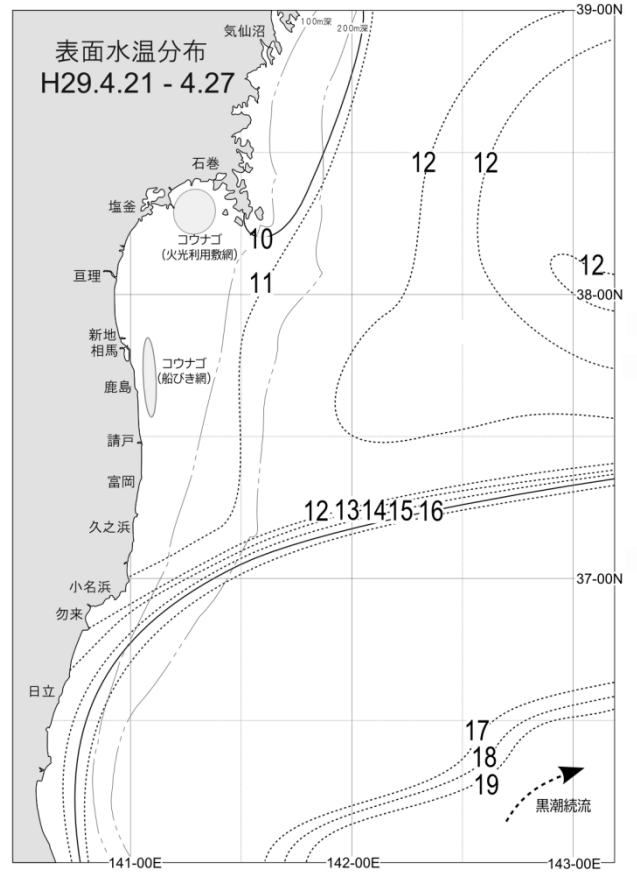 39-00N
気仙沼
100m深
200m深
表面水温分布
H29.4.21 - 4.27
石巻
12
12
塩釜
コウナゴ
(火光利用敷網)
10
12
亘理
11
38-00N
新地
相馬
コウナゴ
(船びき網)
鹿島
請戸
富岡
12 13 14 15 16
久之浜
37-00N
小名浜
勿来
日立
17
18
19
黒潮続流
141-00E
142-00E
143-00E